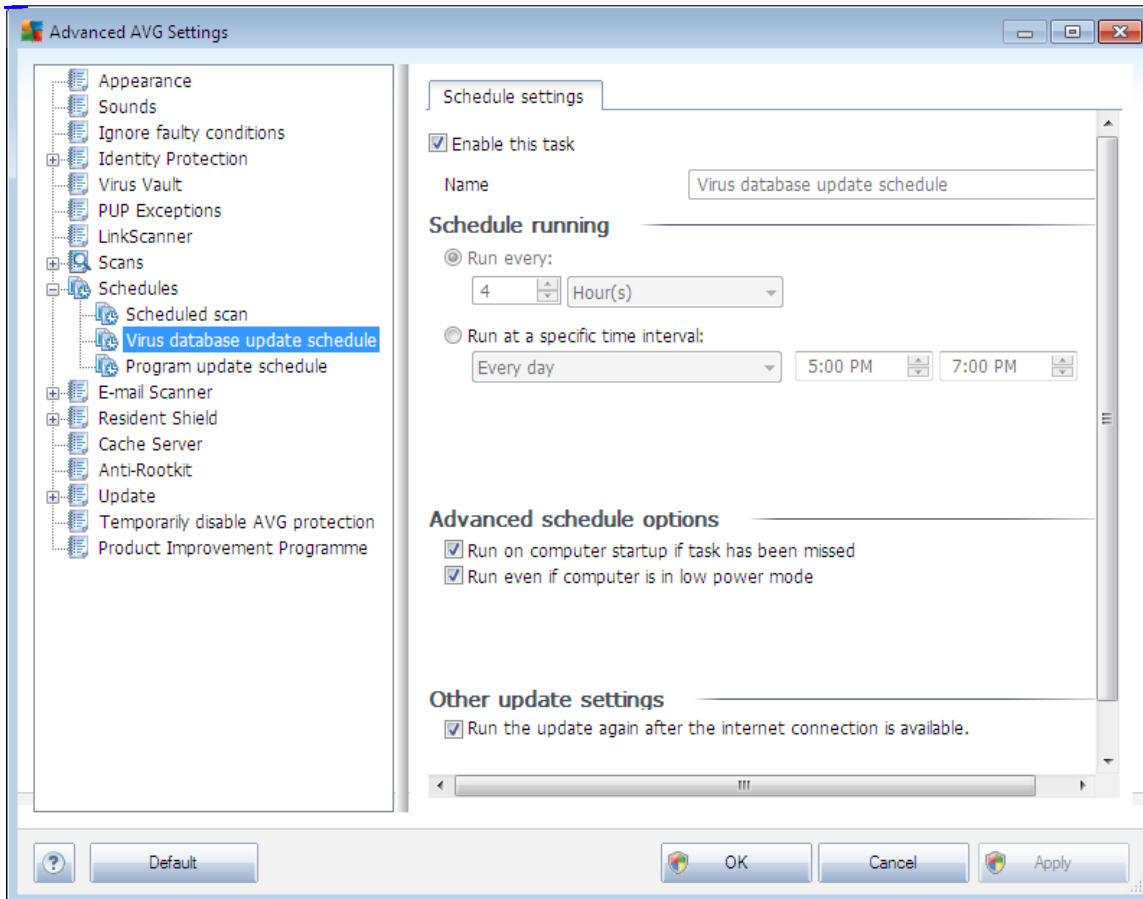 Advanced AVG Settings
Appearance
Sounds
Ignore faulty conditions
Identity Protection
Virus Vault
PUP Exceptions
LinkScanner
Scans
Schedules
Scheduled scan
Virus database update schedule
Program update schedule
E-mail Scanner
Resident Shield
Cache Server
Anti-Rootkit
Update
Temporarily disable AVG protection
Product Improvement Programme
Schedule settings
Enable this task
Name Virus database update schedule
Schedule running
Run every:
4 Hour(s)
Run at a specific time interval:
Every day 5:00 PM 7:00 PM
Advanced schedule options
Run on computer startup if task has been missed
Run even if computer is in low power mode
Other update settings
Run the update again after the internet connection is available.
? Default OK Cancel Apply